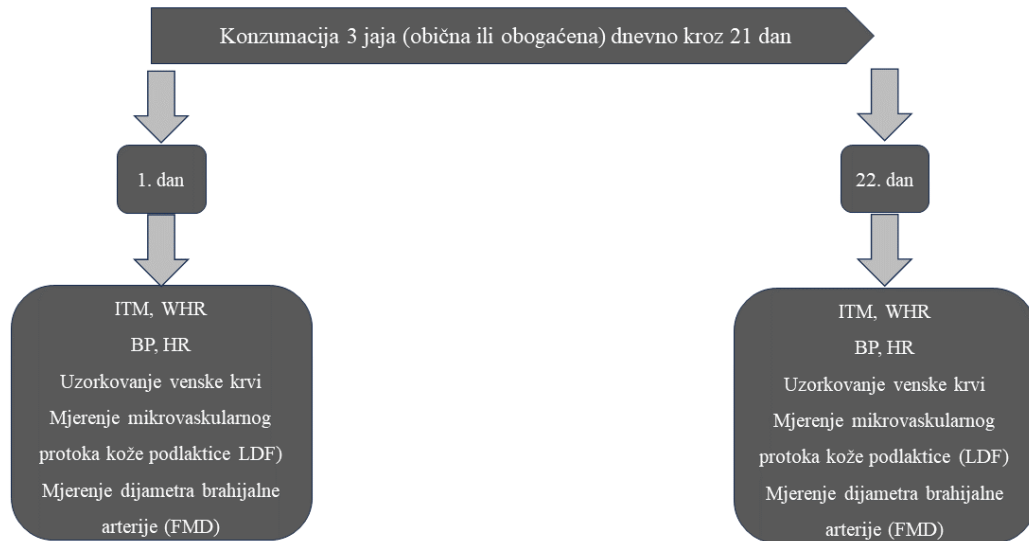 Konzumacija 3 jaja (obična ili obogaćena) dnevno kroz 21 dan
1. dan
22. dan
ITM, WHR
BP, HR
Uzorkovanje venske krvi
Mjerenje mikrovaskularnog
protoka kože podlaktice LDF)
Mjerenje dijametra brahijalne
arterije (FMD)
ITM, WHR
BP, HR
Uzorkovanje venske krvi
Mjerenje mikrovaskularnog
protoka kože podlaktice (LDF)
Mjerenje dijametra brahijalne
arterije (FMD)